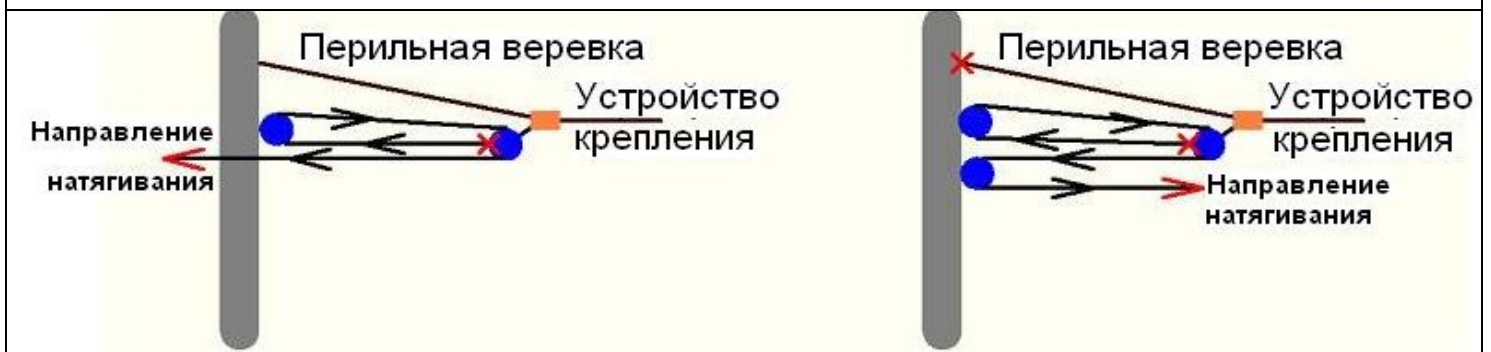 Перильная веревка
Устройство
крепления
Направление
натягивания
Перильная веревка
Устройство
крепления
Направление
натягивания